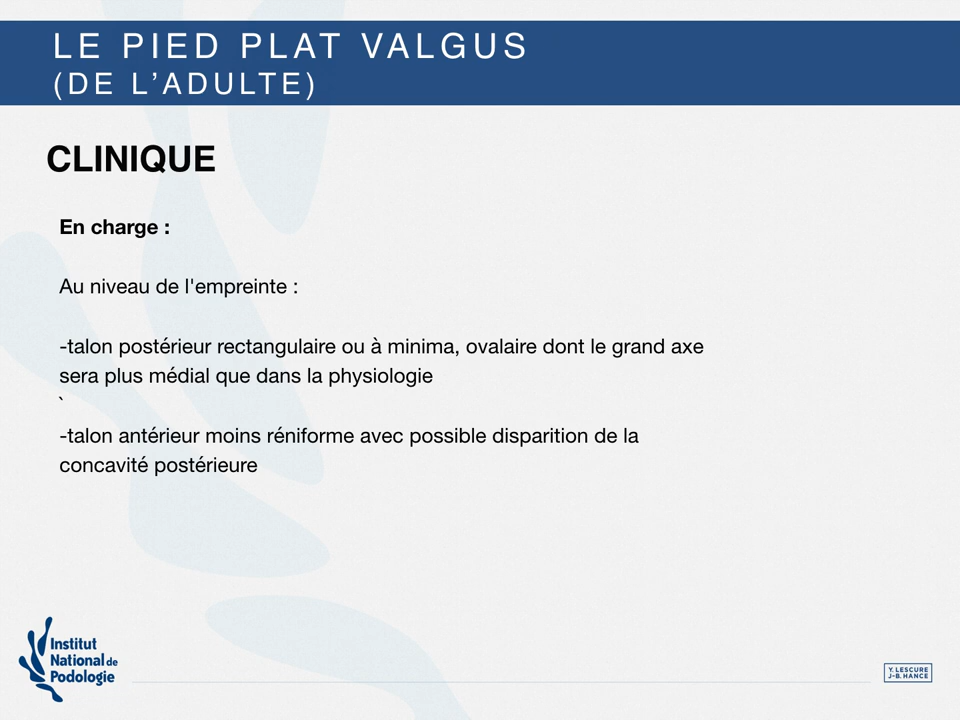 LE PIED PLAT VALGUS
(DE L’ADULTE)
CLINIQUE
En charge :
Au niveau de l'empreinte :
-talon postérieur rectangulaire ou à minima, ovalaire dont le grand axe
sera plus médial que dans la physiologie
`
-talon antérieur moins réniforme avec possible disparition de la
concavité postérieure
Institut
National de
Podologie
Y. LESCURE
J-B. HANCE